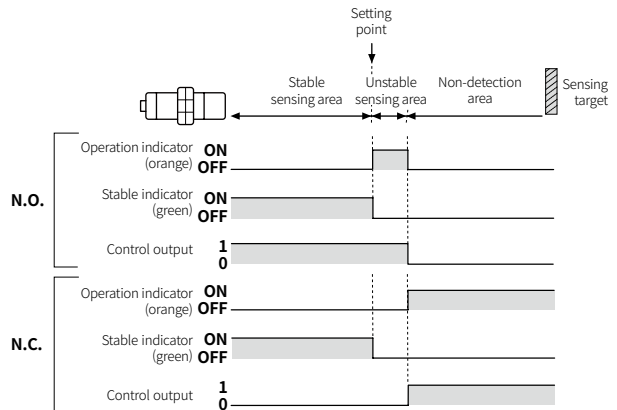 Setting
point
Stable
sensing area
Unstable
sensing area
Non-detection
area
Sensing
target
N.O.
Operation indicator
(orange)
ON
OFF
Stable indicator
(green)
ON
OFF
Control output
1
0
N.C.
Operation indicator
(orange)
ON
OFF
Stable indicator
(green)
ON
OFF
Control output
1
0